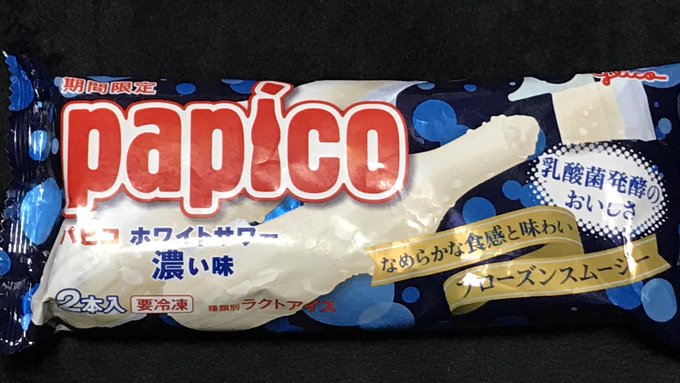 期間限定
papico
パピコ ホワイトサワー
濃い味
2本入 要冷凍 種類別 ラクトアイス
glico
乳酸菌発酵の
おいしさ
なめらかな食感と味わい
フローズンスムージー